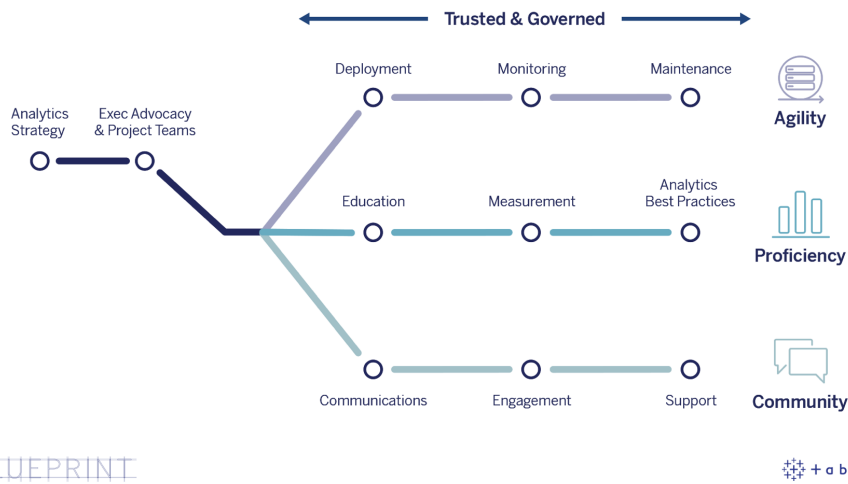 Trusted & Governed
Deployment
Monitoring
Maintenance
Agility
Analytics
Strategy
Exec Advocacy
& Project Teams
Education
Measurement
Analytics
Best Practices
Proficiency
Communications
Engagement
Support
Community
LUEPRINT
+ a b